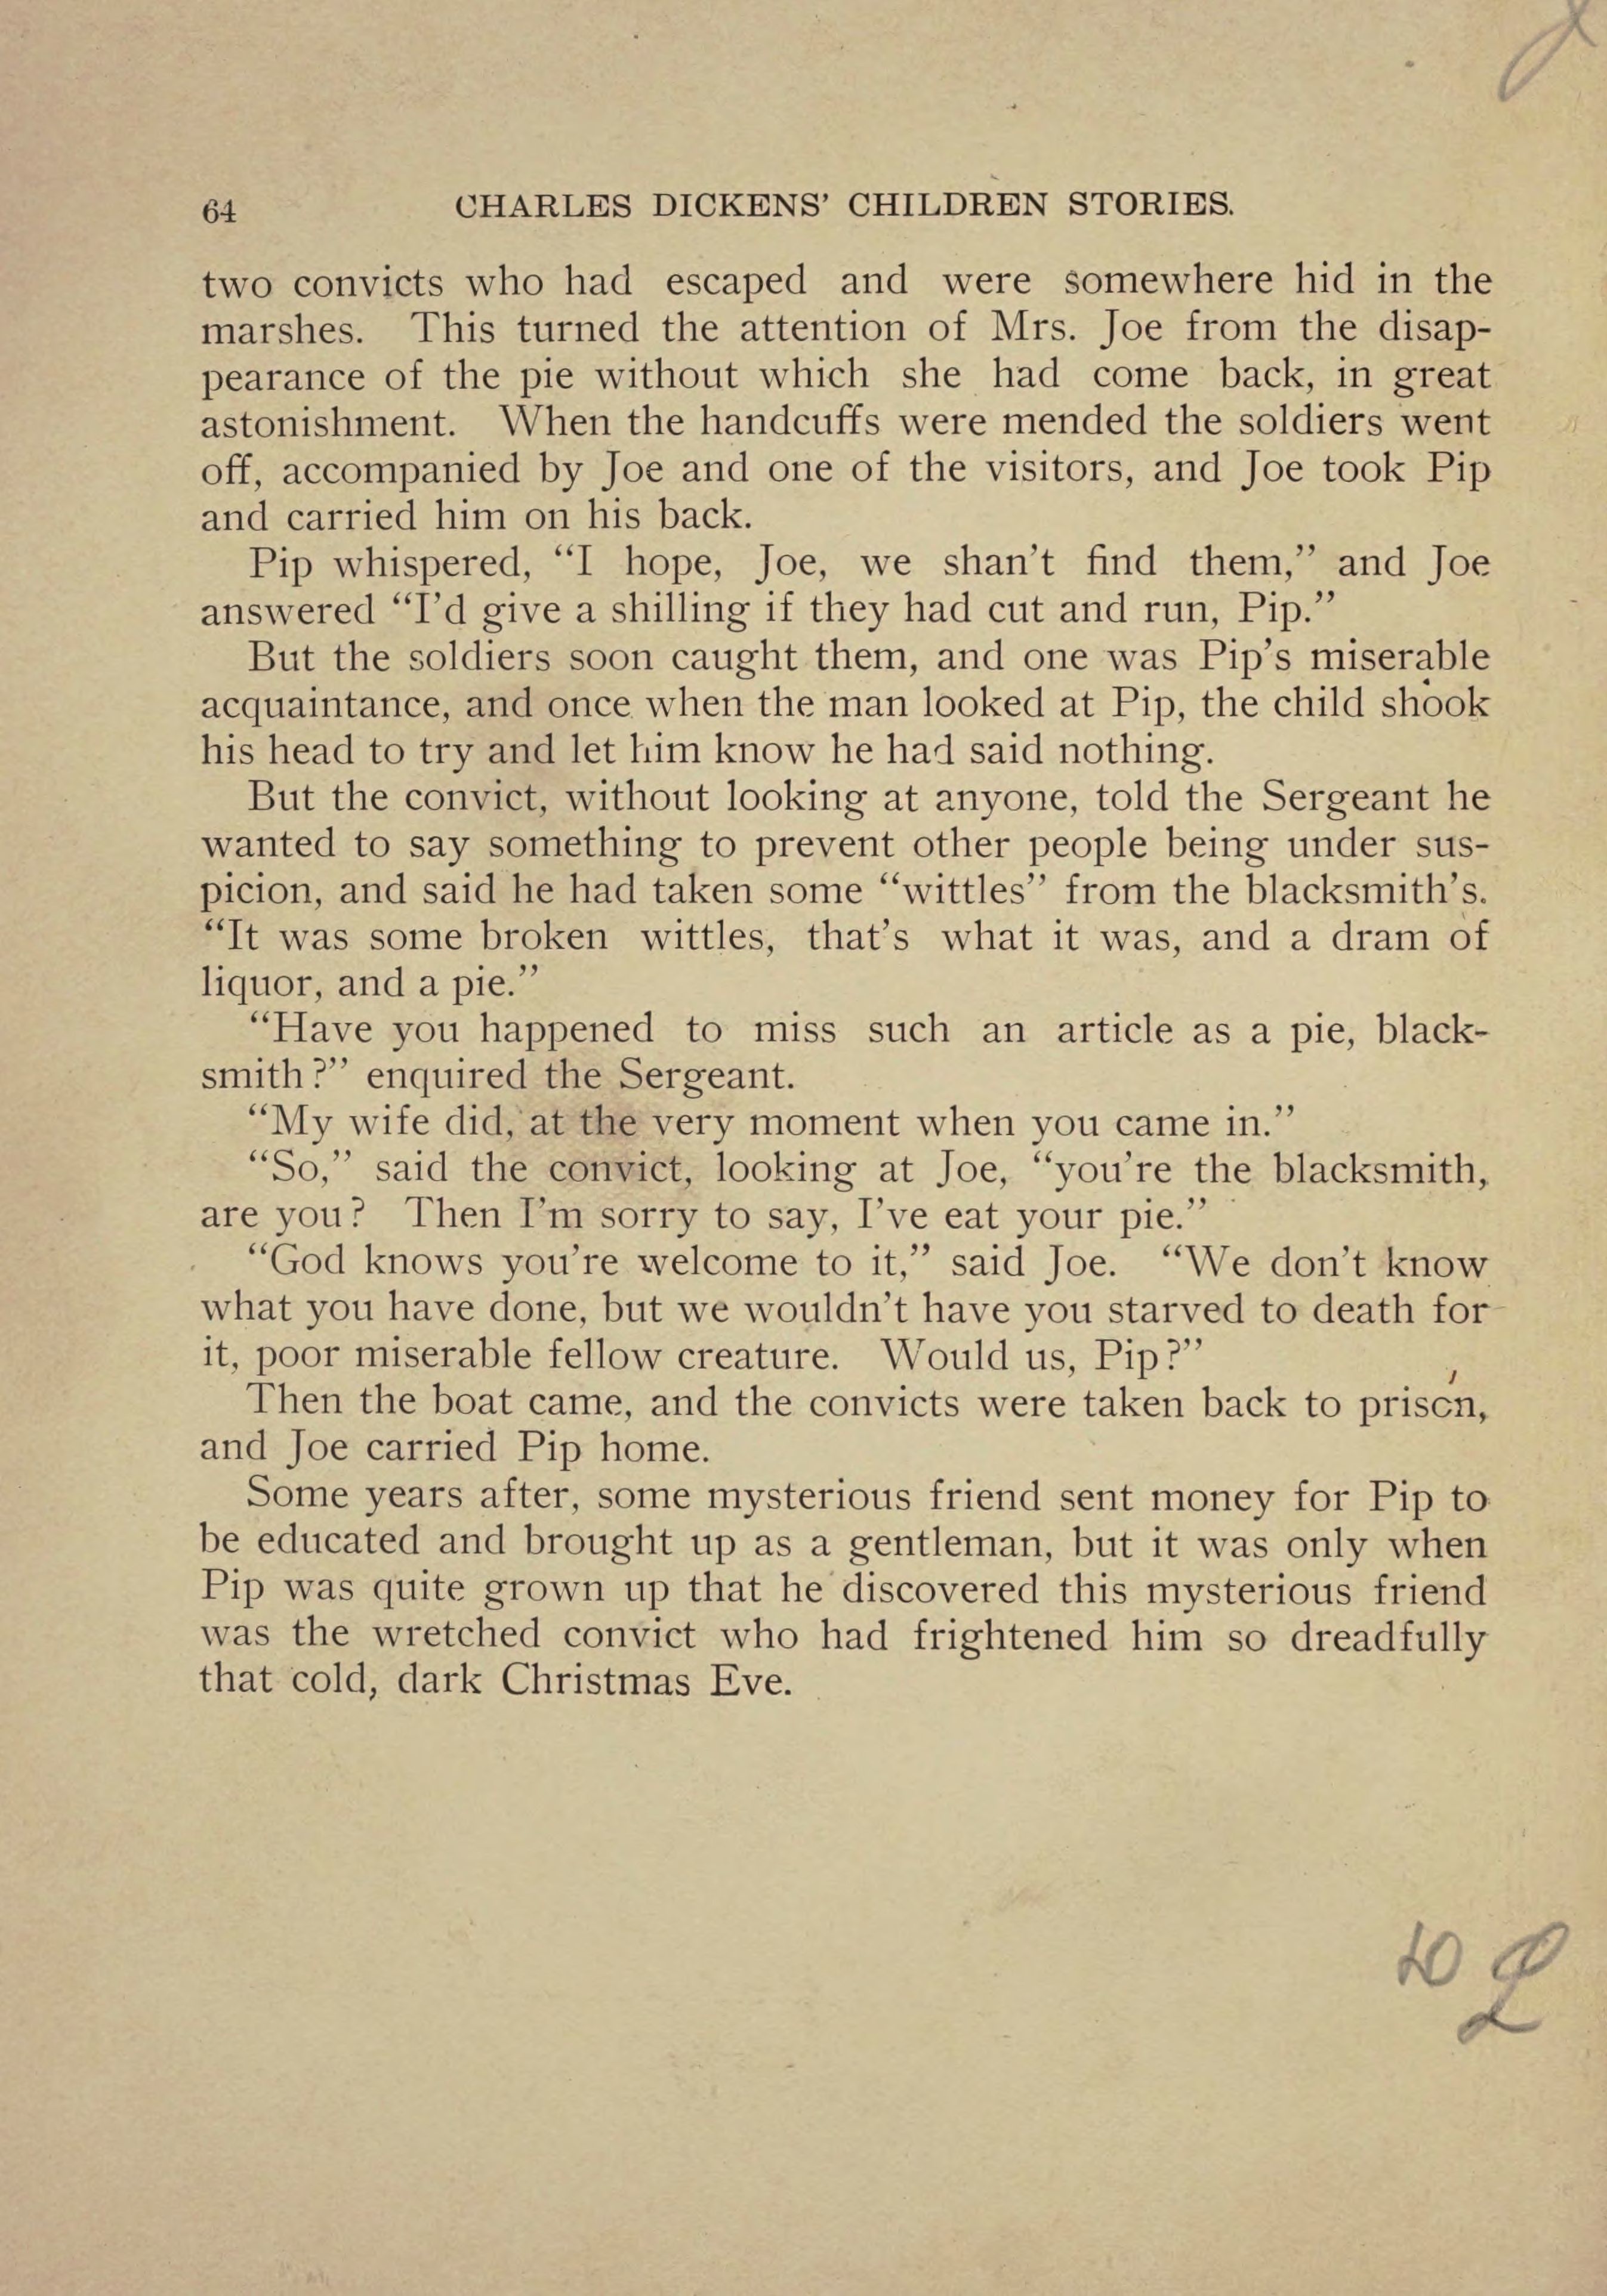 64 CHARLES DICKENS' CHILDREN STORIES.
two convicts who had escaped and were somewhere hid in the
marshes. This turned the attention of Mrs. Joe from the disap-
pearance of the pie without which she had come back, in great
astonishment. When the handcuffs were mended the soldiers went
off, accompanied by Joe and one of the visitors, and Joe took Pip
and carried him on his back.
Pip whispered, “I hope, Joe, we shan’t find them,” and Joe
answered “I’d give a shilling if they had cut and run, Pip.”
But the soldiers soon caught them, and one was Pip’s miserable
acquaintance, and once when the man looked at Pip, the child shook
his head to try and let him know he had said nothing.
But the convict, without looking at anyone, told the Sergeant he
wanted to say something to prevent other people being under sus-
picion, and said he had taken some “wittles” from the blacksmith’s.
“It was some broken wittles, that’s what it was, and a dram of
liquor, and a pie.”
“Have you happened to miss such an article as a pie, black-
smith ?” enquired the Sergeant.
“My wife did, at the very moment when you came in.”
“So,” said the convict, looking at Joe, “you’re the blacksmith,
are you? Then I’m sorry to say, I’ve eat your pie.”
“God knows you’re welcome to it,” said Joe. “We don’t know
what you have done, but we wouldn’t have you starved to death for
it, poor miserable fellow creature. Would us, Pip?”
Then the boat came, and the convicts were taken back to prison,
and Joe carried Pip home.
Some years after, some mysterious friend sent money for Pip to
be educated and brought up as a gentleman, but it was only when
Pip was quite grown up that he discovered this mysterious friend
was the wretched convict who had frightened him so dreadfully
that cold, dark Christmas Eve.